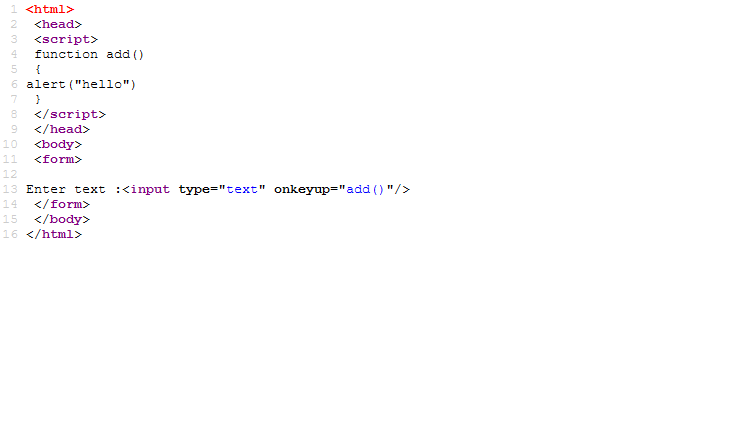 1 <html>
2 <head>
3 <script>
4 function add()
5 {
6 alert("hello")
7 }
8 </script>
9 </head>
10 <body>
11 <form>
12
13 Enter text :<input type="text" onkeyup="add()"/>
14 </form>
15 </body>
16 </html>